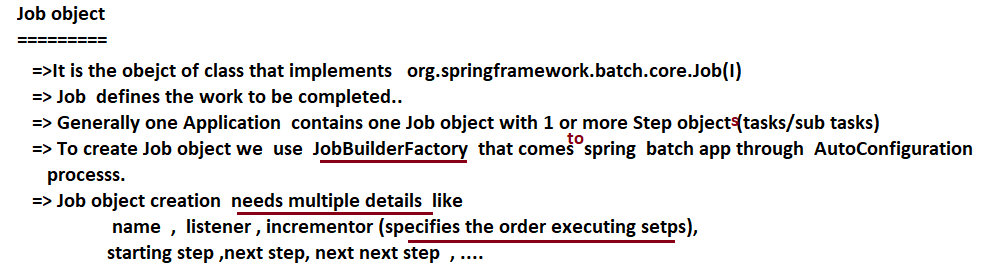 Job object
=========
=>It is the obejct of class that implements org.springframework.batch.core.Job(I)
=> Job defines the work to be completed..
=> Generally one Application contains one Job object with 1 or more Step objects(tasks/sub tasks)
=> To create Job object we use JobBuilderFactory that comes to spring batch app through AutoConfiguration
processs.
=> Job object creation needs multiple details like
name , listener , incrementor (specifies the order executing setps),
starting step ,next step, next next step , ....